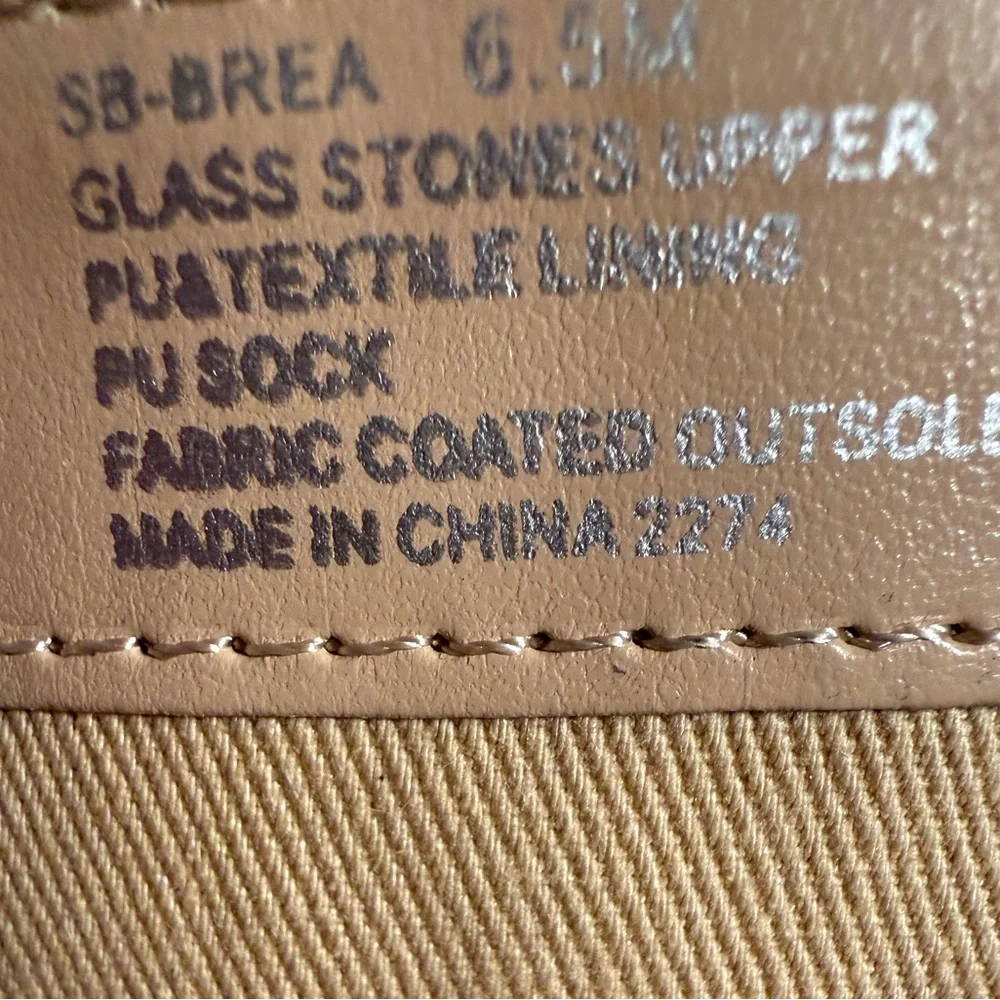 SB-BREA 6.5M
GLASS STONES UPPER
PU&TEXTILE LINING
PU SOCK
FABRIC COATED OUTSOLE
MADE IN CHINA 2274